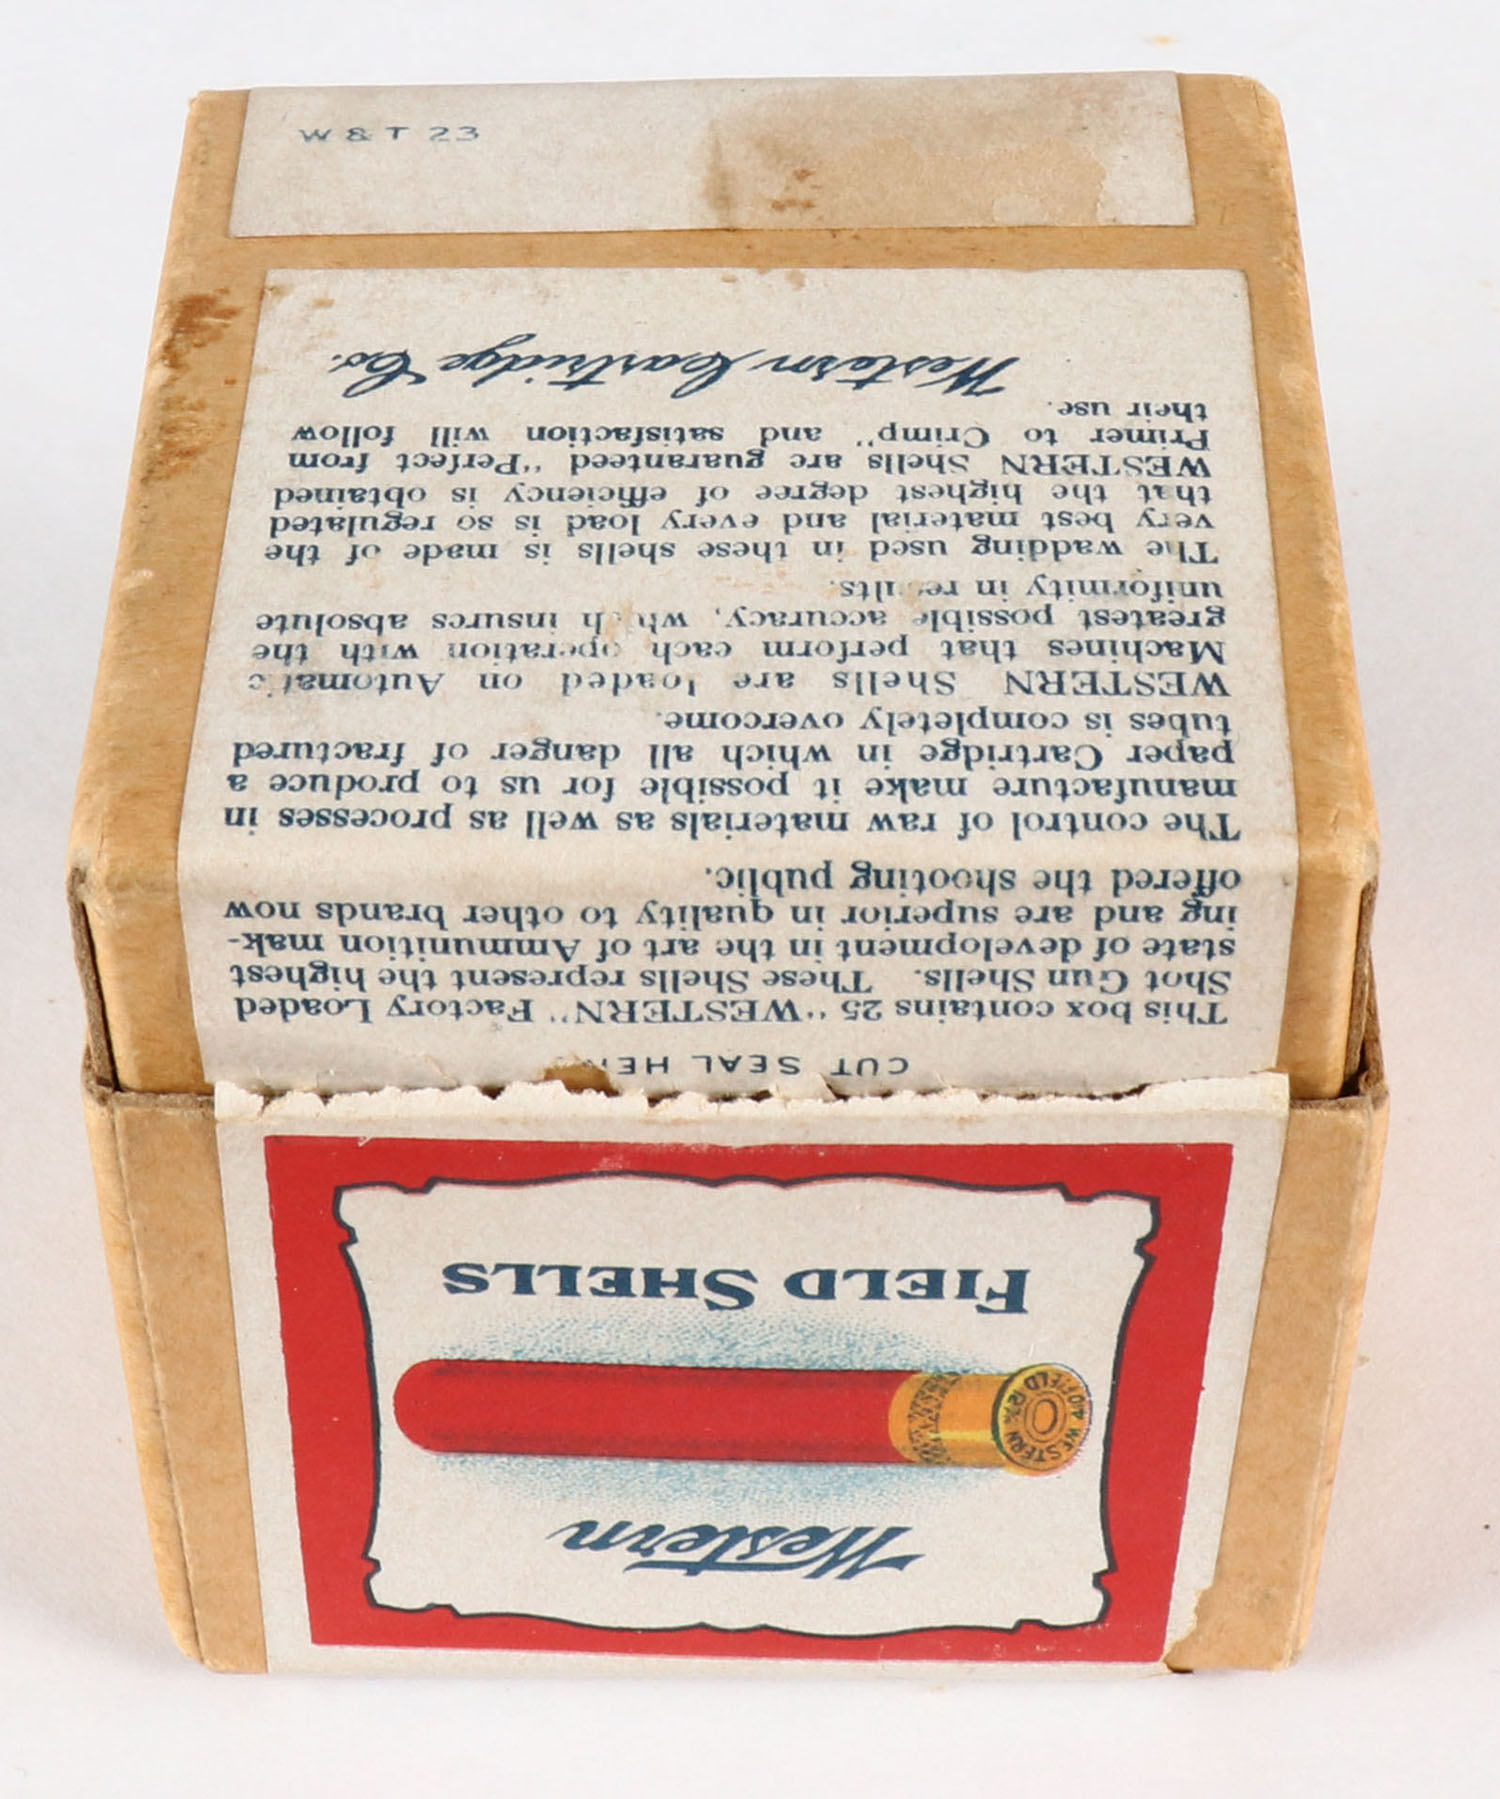 W & T 23
CUT SEAL HERE
This box contains 25 "WESTERN" Factory Loaded
Shot Gun Shells. These Shells represent the highest
state of development in the art of Ammunition mak-
ing and are superior in quality to other brands now
offered the shooting public.
The control of raw materials as well as processes in
manufacture make it possible for us to produce a
paper Cartridge in which all danger of fractured
tubes is completely overcome.
WESTERN Shells are loaded on Automatic
Machines that perform each operation with the
greatest possible accuracy, which insures absolute
uniformity in results.
The wadding used in these shells is made of the
very best material and every load is so regulated
that the highest degree of efficiency is obtained
WESTERN Shells are guaranteed "Perfect from
Primer to Crimp" and satisfaction will follow
their use.
Western Cartridge Co.
Western
WESTERN FIELD
WESTERN
FIELD SHELLS